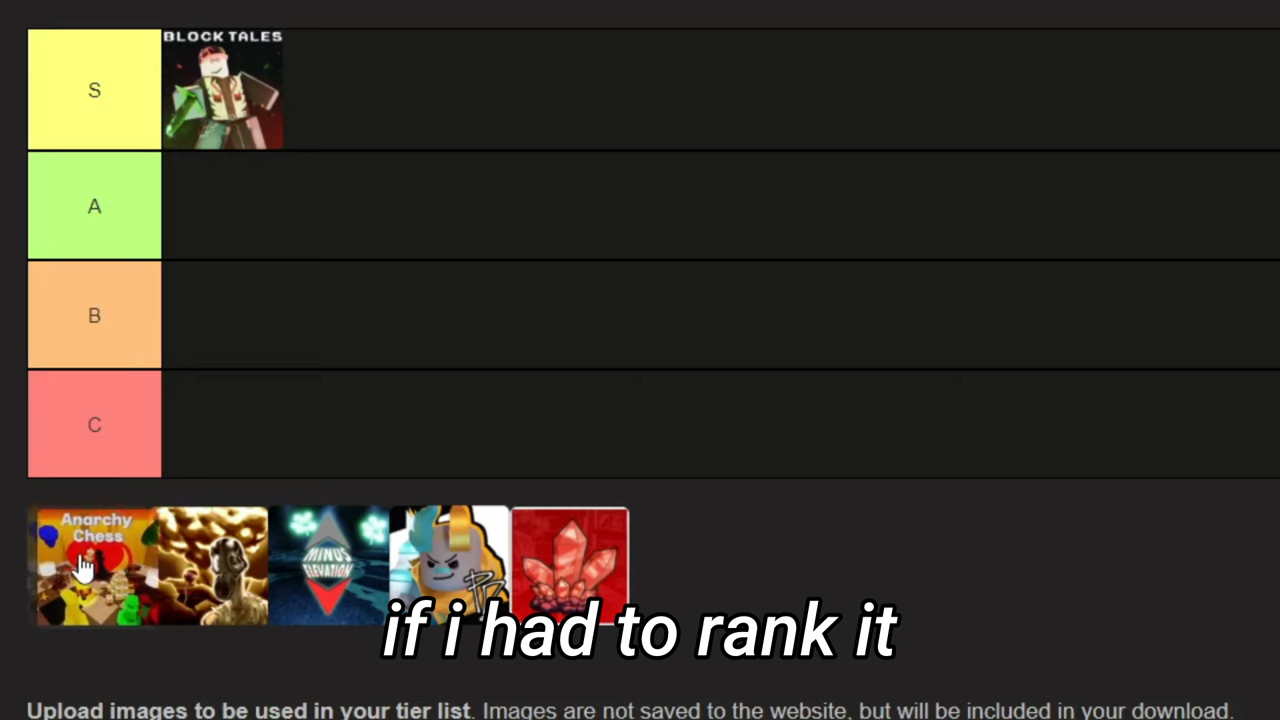 BLOCK TALES
S
A
B
C
Anarchy
Chess
MINUS
ELEVATION
if i had to rank it
Upload images to be used in your tier list. Images are not saved to the website, but will be included in your download.